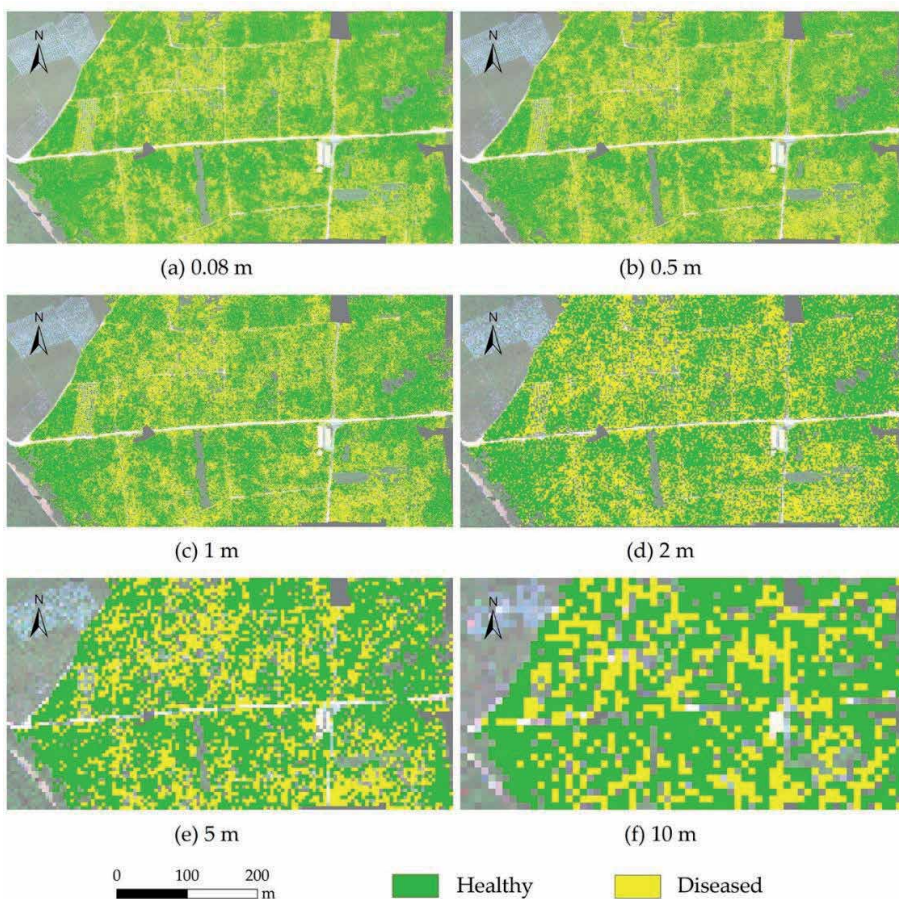 N
N
(a) 0.08 m
(b) 0.5 m
N
N
(c) 1 m
(d) 2 m
N
N
(e) 5 m
(f) 10 m
0 100 200
m
Healthy
Diseased